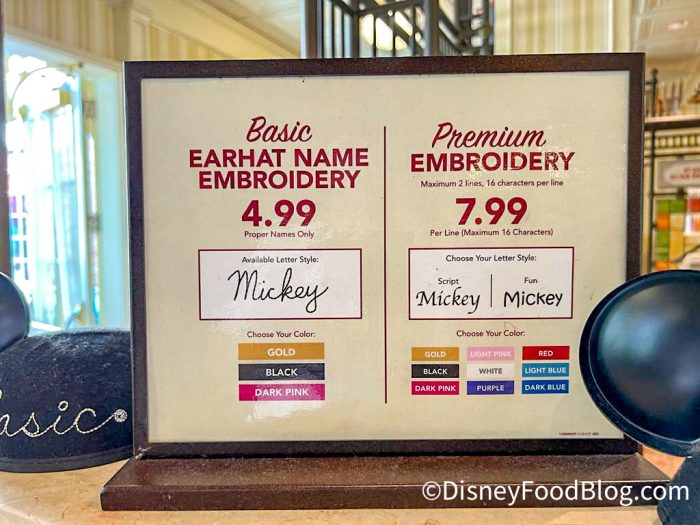 Basic
EARHAT NAME
EMBROIDERY
4.99
Proper Names Only
Available Letter Style:
Mickey
Choose Your Color:
GOLD
BLACK
DARK PINK
Premium
EMBROIDERY
Maximum 2 lines, 16 characters per line
7.99
Per Line (Maximum 16 Characters)
Choose Your Letter Style:
Script Fun
Mickey Mickey
Choose Your Color:
GOLD LIGHT PINK RED
BLACK WHITE LIGHT BLUE
DARK PINK PURPLE DARK BLUE
asic
©DisneyFoodBlog.com